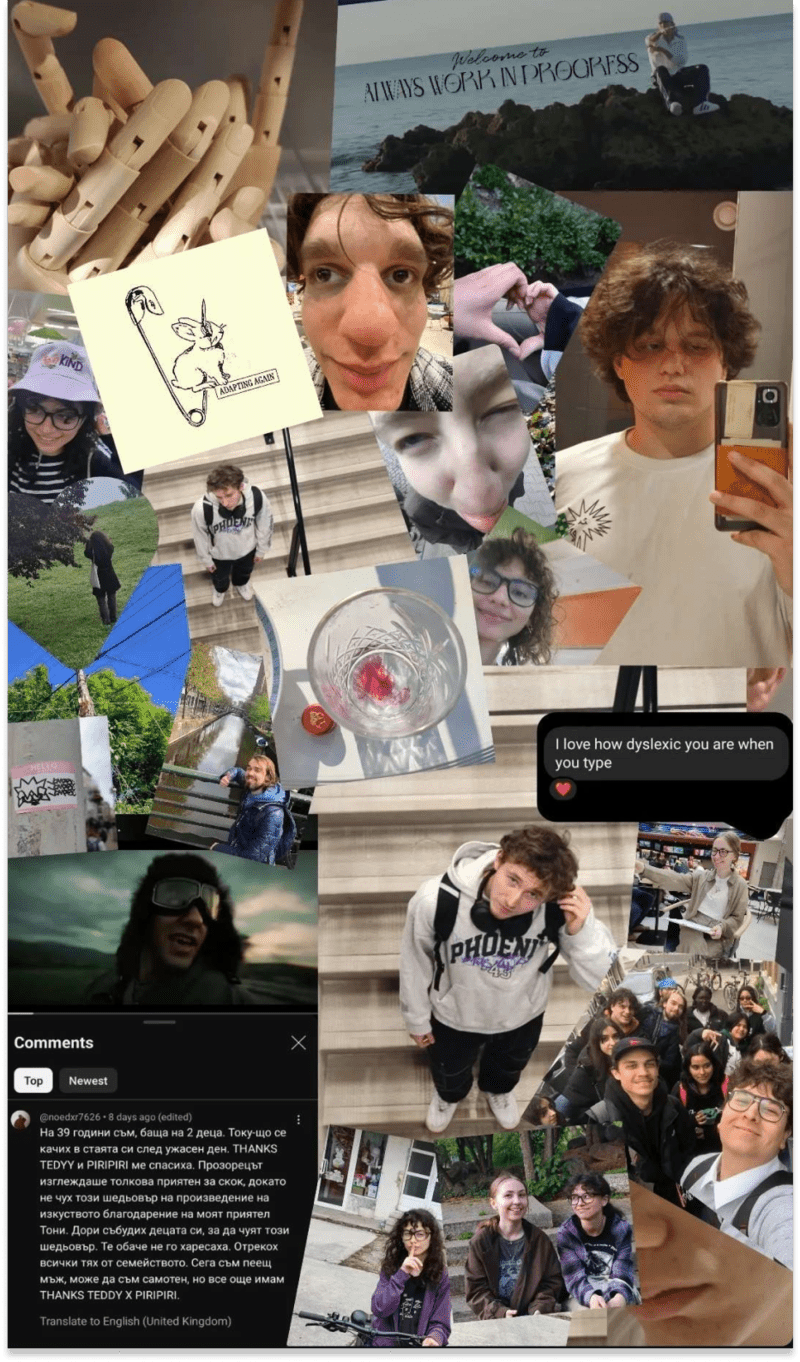 Welcome to
ALWAYS WORK IN PROGRESS
ADAPTING AGAIN
KIND
PHOENIX
HELLO
I love how dyslexic you are when
you type
PHOENI
43
Comments
Top
Newest
@noedxr7626 • 8 days ago (edited)
На 39 години съм, баща на 2 деца. Току-що се
качих в стаята си след ужасен ден. THANKS
TEDYY и PIRIPIRI ме спасиха. Прозорецът
изглеждаше толкова приятен за скок, докато
не чух този шедьовър на произведение на
изкуството благодарение на моят приятел
Тони. Дори събудих децата си, за да чуят този
шедьовър. Те обаче не го харесаха. Отрекох
всички тях от семейството. Сега съм пеещ
мъж, може да съм самотен, но все още имам
THANKS TEDDY X PIRIPIRI.
Translate to English (United Kingdom)